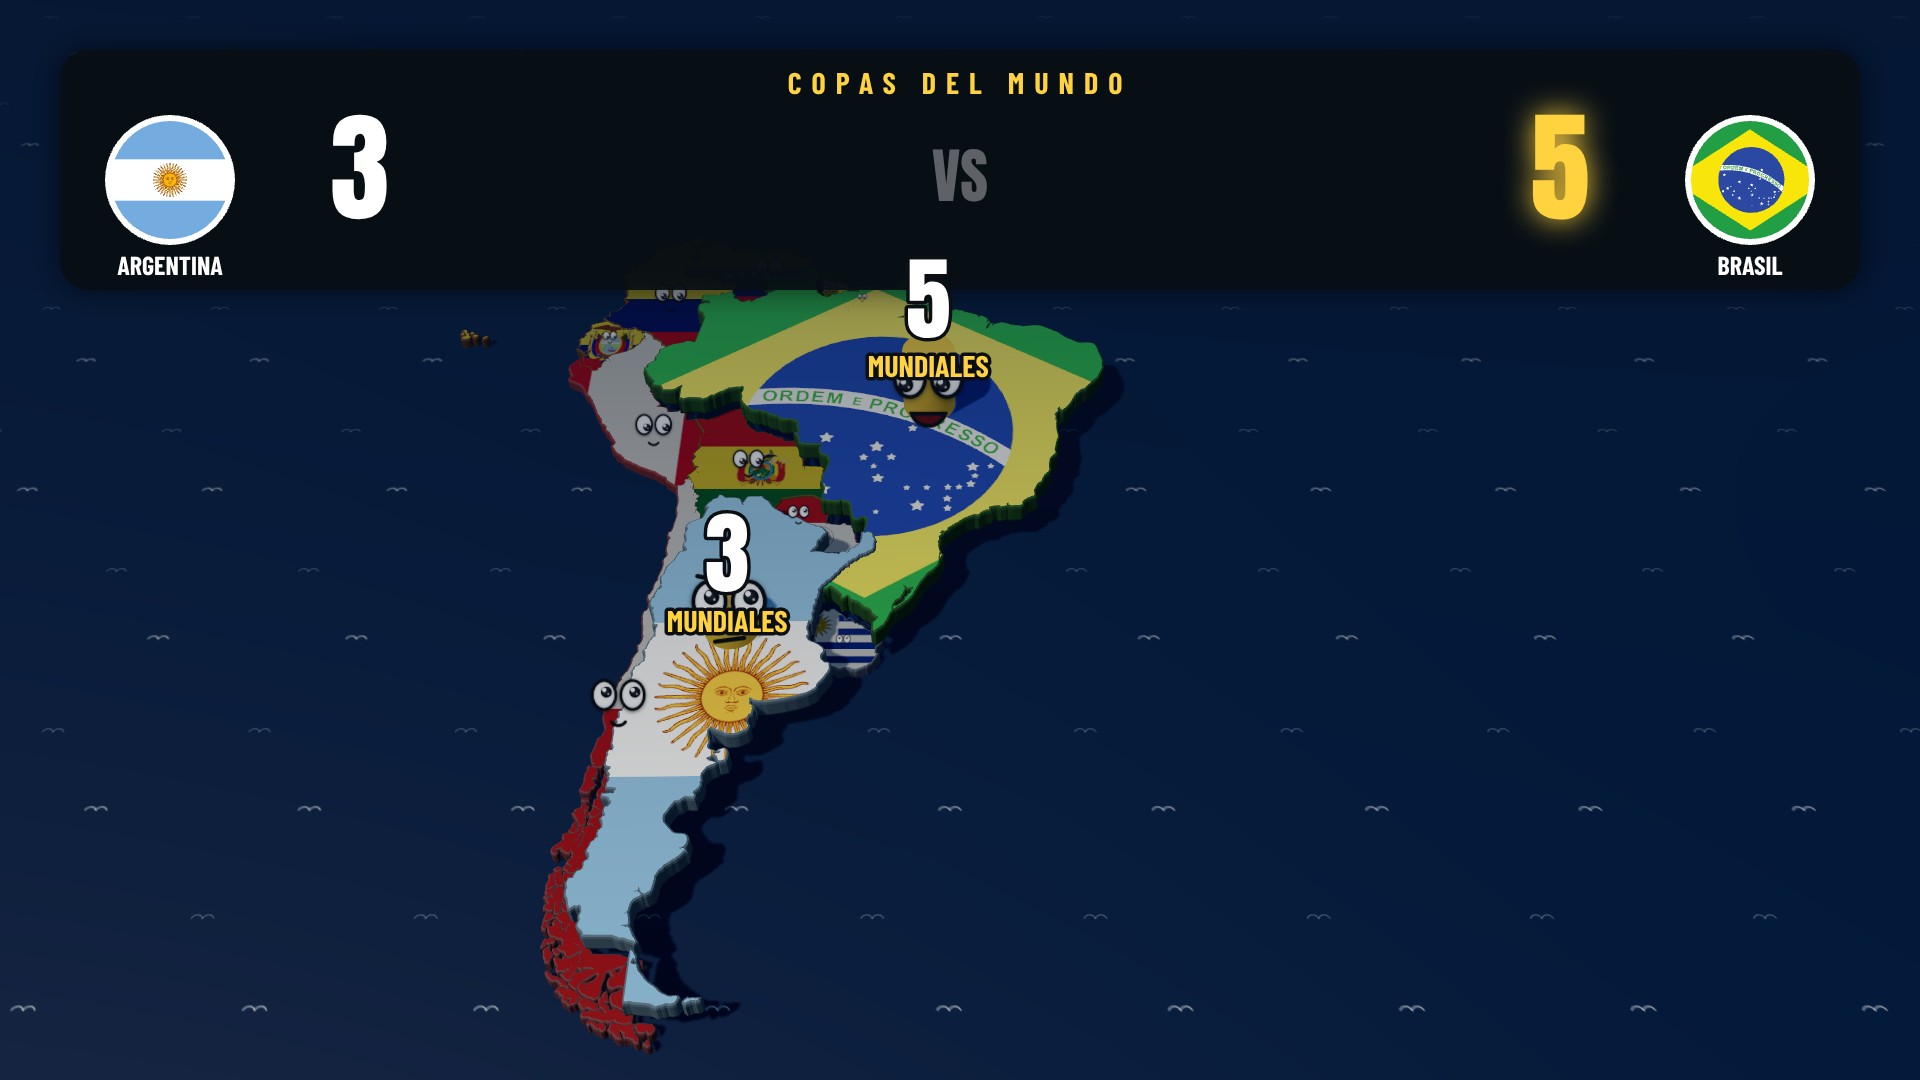 COPAS DEL MUNDO
3
VS
5
ARGENTINA
BRASIL
5
MUNDIALES
ORDEM E PROGRESSO
3
MUNDIALES